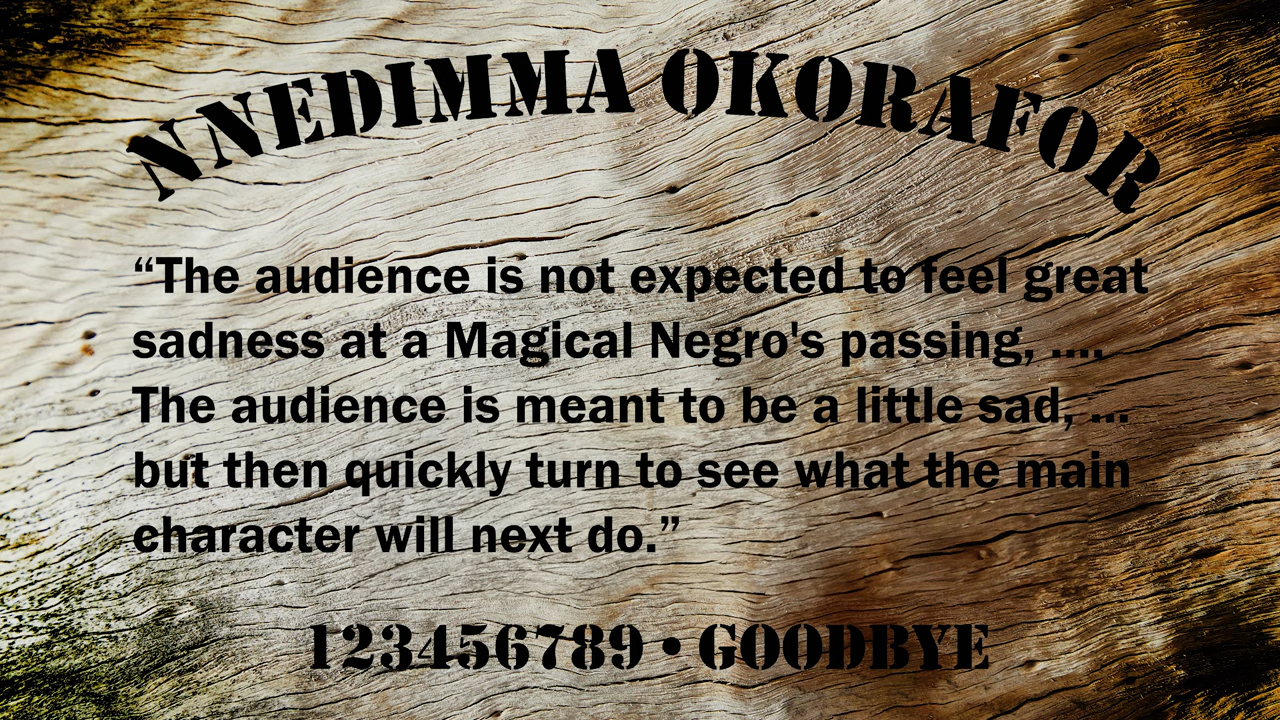 NNEDIMMA OKORAFOR
“The audience is not expected to feel great
sadness at a Magical Negro's passing, ....
The audience is meant to be a little sad, ...
but then quickly turn to see what the main
character will next do.”
123456789 • GOODBYE